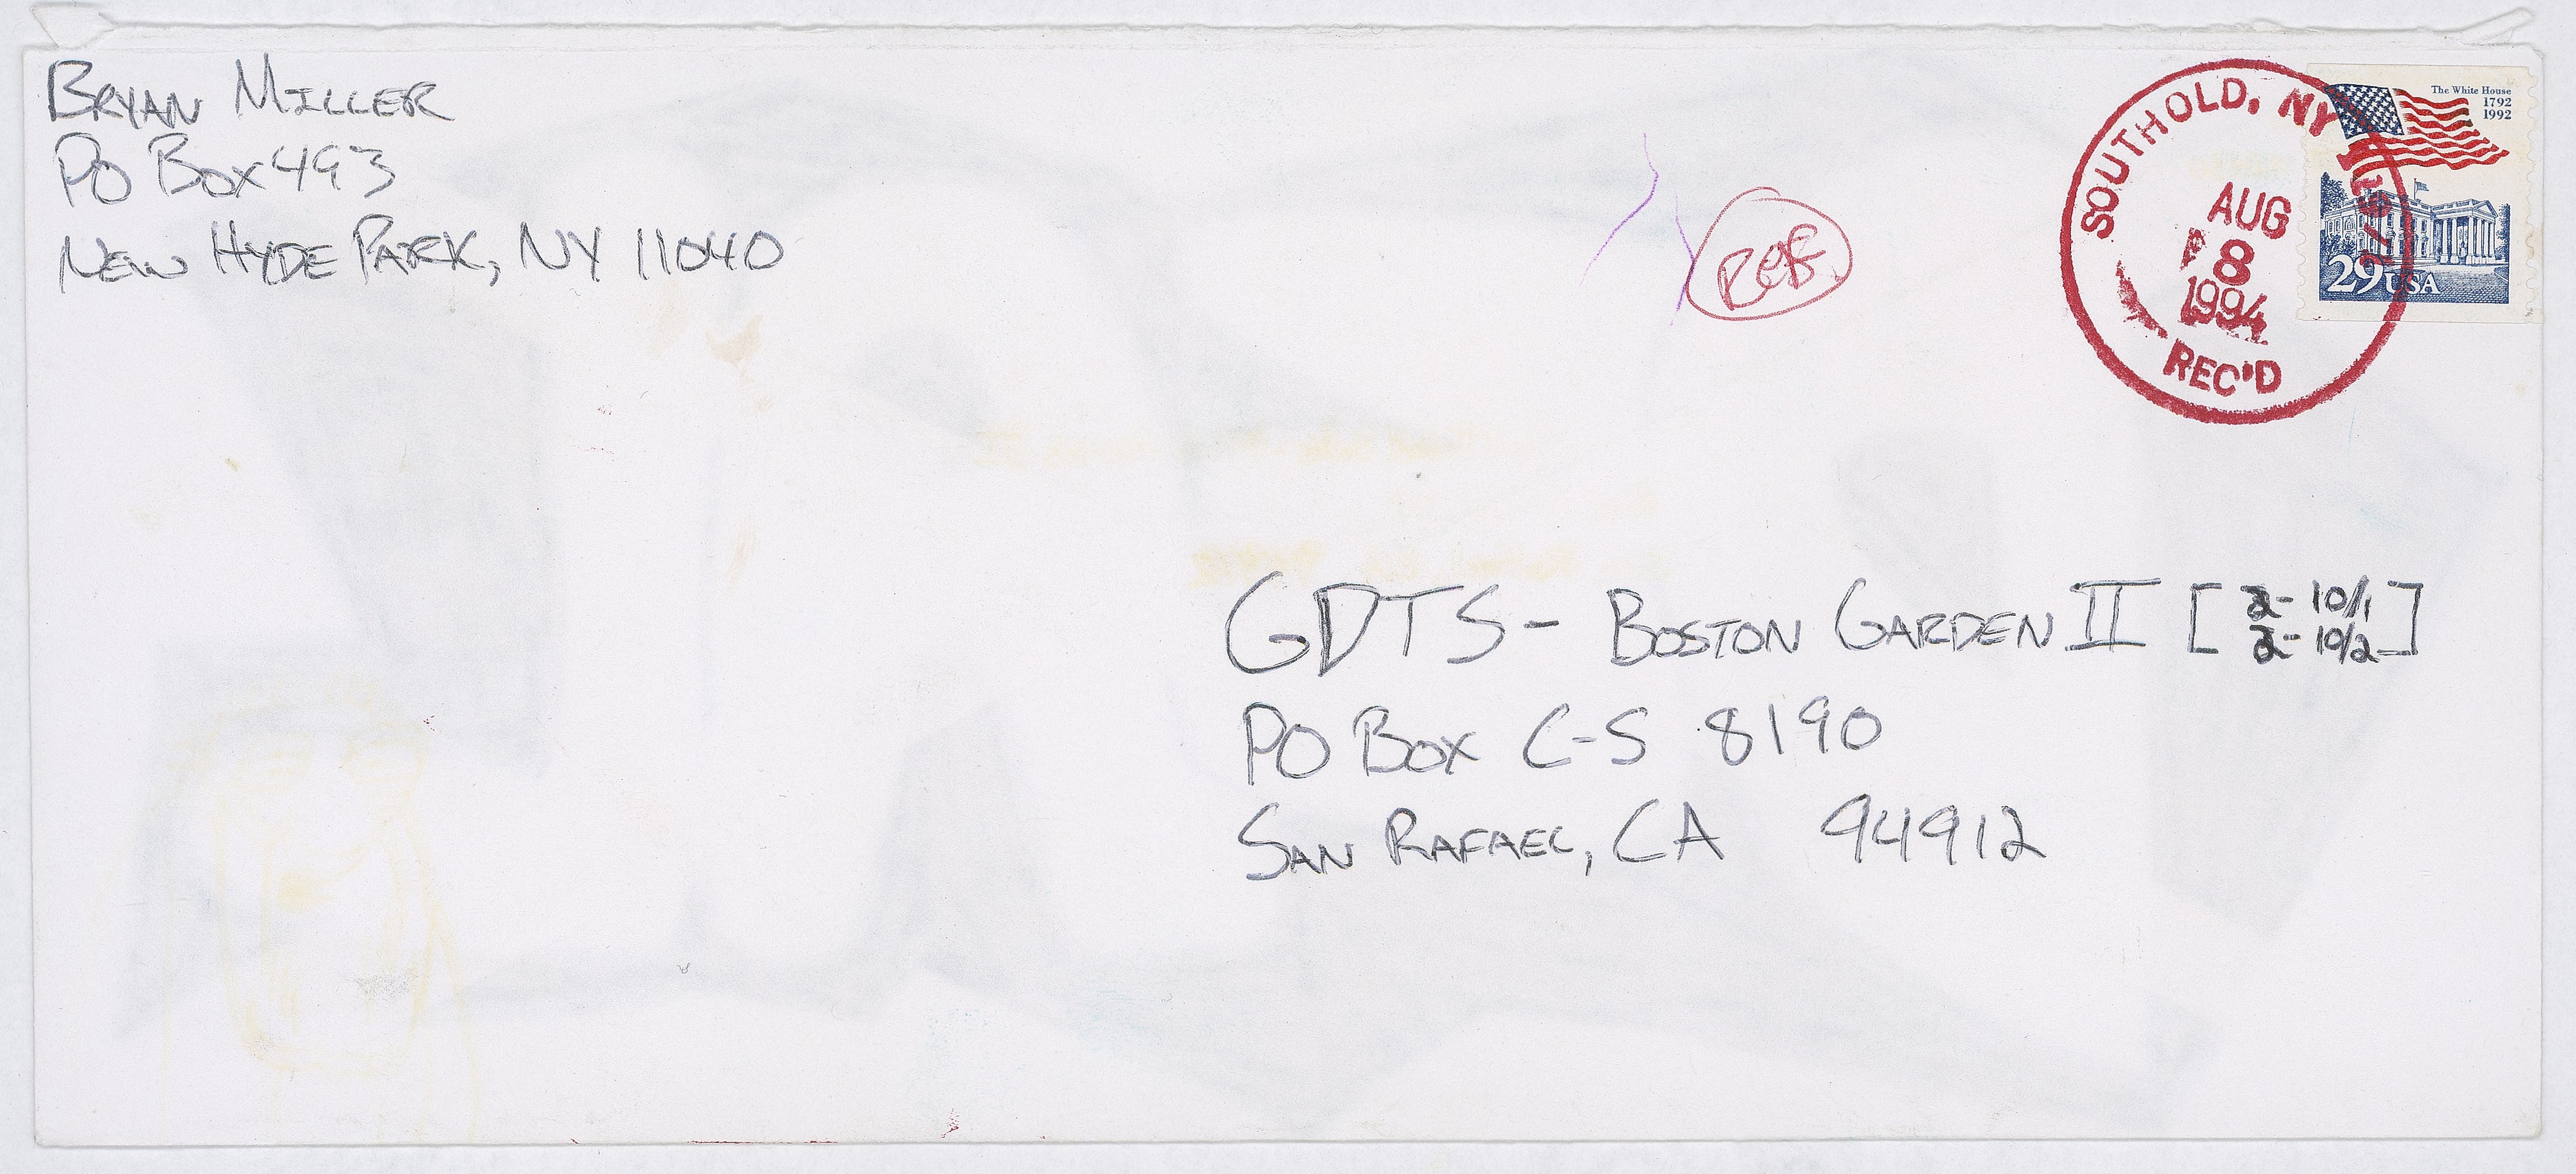 BRYAN MILLER
PO BOX 493
NEW HYDE PARK, NY 11040
SOUTHOLD, NY 11971
AUG
8
1994
REC'D
The White House
1792
1992
29 USA
GDTS - BOSTON GARDEN II [2- 10/1
2- 10/2]
PO BOX C-S 8190
SAN RAFAEL, CA 94912